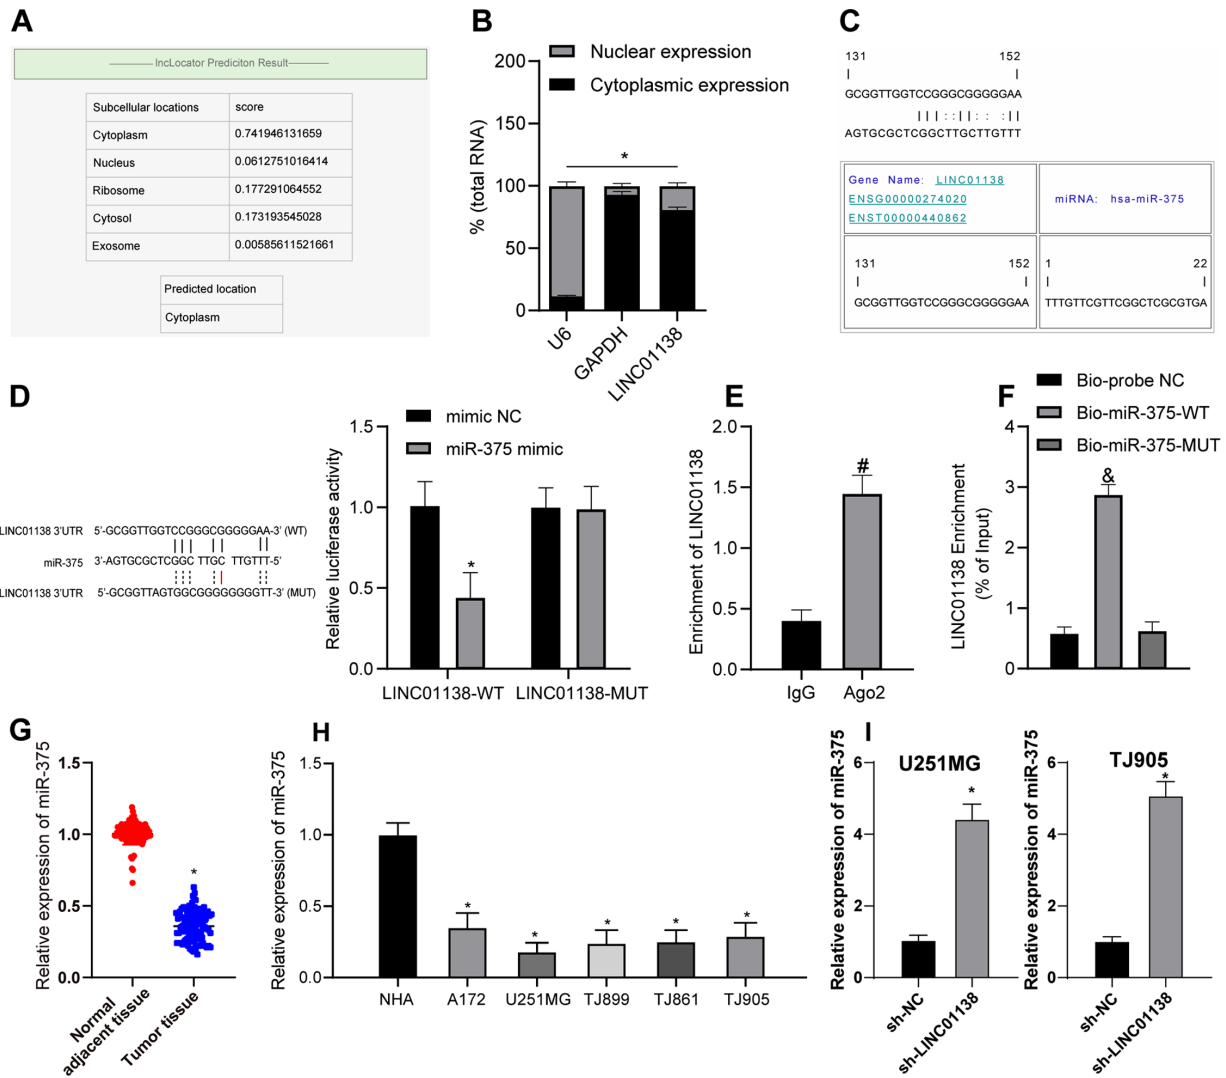 A
lncLocator Prediciton Result
Subcellular locations score
Cytoplasm 0.741946131659
Nucleus 0.0612751016414
Ribosome 0.177291064552
Cytosol 0.173193545028
Exosome 0.00585611521661
Predicted location
Cytoplasm
B
Nuclear expression
Cytoplasmic expression
% (total RNA)
200
150
100
50
0
*
U6
GAPDH
LINC01138
C
131 152
GCGGTTGGTCCGGGCGGGGGAA
AGTGCGCTCGGCTTGCTTGTTT
Gene Name: LINC01138
ENSG00000274020
ENST00000440862
miRNA: hsa-miR-375
131 152
GCGGTTGGTCCGGGCGGGGGAA
1 22
TTTGTTCGTTCGGCTCGCGTGA
D
LINC01138 3'UTR 5'-GCGGTTGGTCCGGGCGGGGGAA-3' (WT)
miR-375 3'-AGTGCGCTCGGC TTGC TTGTTT-5'
LINC01138 3'UTR 5'-GCGGTTAGTGGCGGGGGGGGTT-3' (MUT)
mimic NC
miR-375 mimic
Relative luciferase activity
1.5
1.0
0.5
0.0
*
LINC01138-WT
LINC01138-MUT
E
Enrichment of LINC01138
2.0
1.5
1.0
0.5
0.0
#
IgG
Ago2
F
Bio-probe NC
Bio-miR-375-WT
Bio-miR-375-MUT
LINC01138 Enrichment
(% of Input)
4
3
2
1
0
&
G
Relative expression of miR-375
1.5
1.0
0.5
0.0
*
Normal
adjacent tissue
Tumor tissue
H
Relative expression of miR-375
1.5
1.0
0.5
0.0
* * * * *
NHA A172 U251MG TJ899 TJ861 TJ905
I
Relative expression of miR-375
U251MG
6
4
2
0
*
sh-NC
sh-LINC01138
Relative expression of miR-375
TJ905
6
4
2
0
*
sh-NC
sh-LINC01138